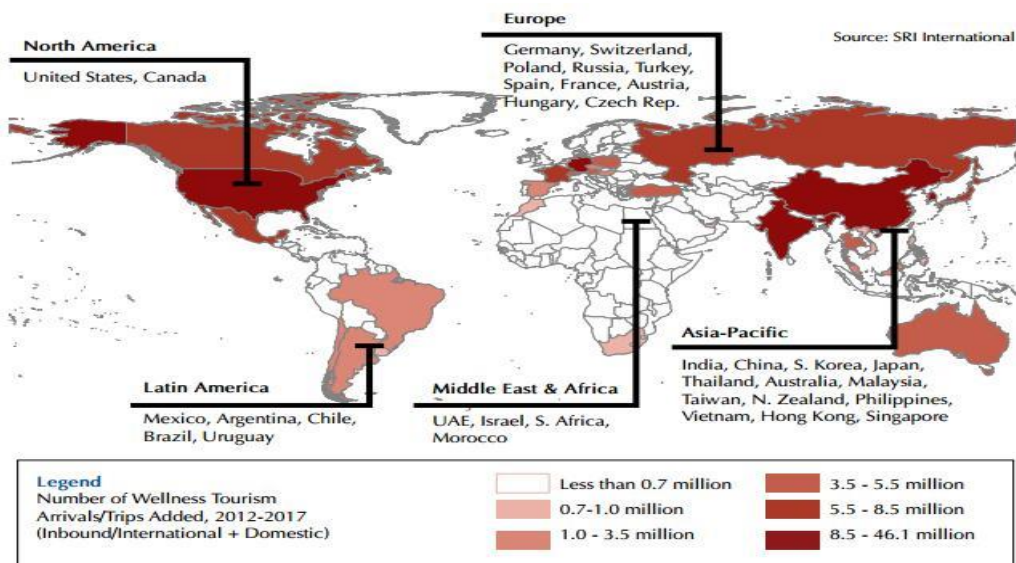 Europe
Germany, Switzerland,
Poland, Russia, Turkey,
Spain, France, Austria,
Hungary, Czech Rep.
Source: SRI International
North America
United States, Canada
Latin America
Mexico, Argentina, Chile,
Brazil, Uruguay
Middle East & Africa
UAE, Israel, S. Africa,
Morocco
Asia-Pacific
India, China, S. Korea, Japan,
Thailand, Australia, Malaysia,
Taiwan, N. Zealand, Philippines,
Vietnam, Hong Kong, Singapore
Legend
Number of Wellness Tourism
Arrivals/Trips Added, 2012-2017
(Inbound/International + Domestic)
Less than 0.7 million
0.7-1.0 million
1.0 - 3.5 million
3.5 - 5.5 million
5.5 - 8.5 million
8.5 - 46.1 million